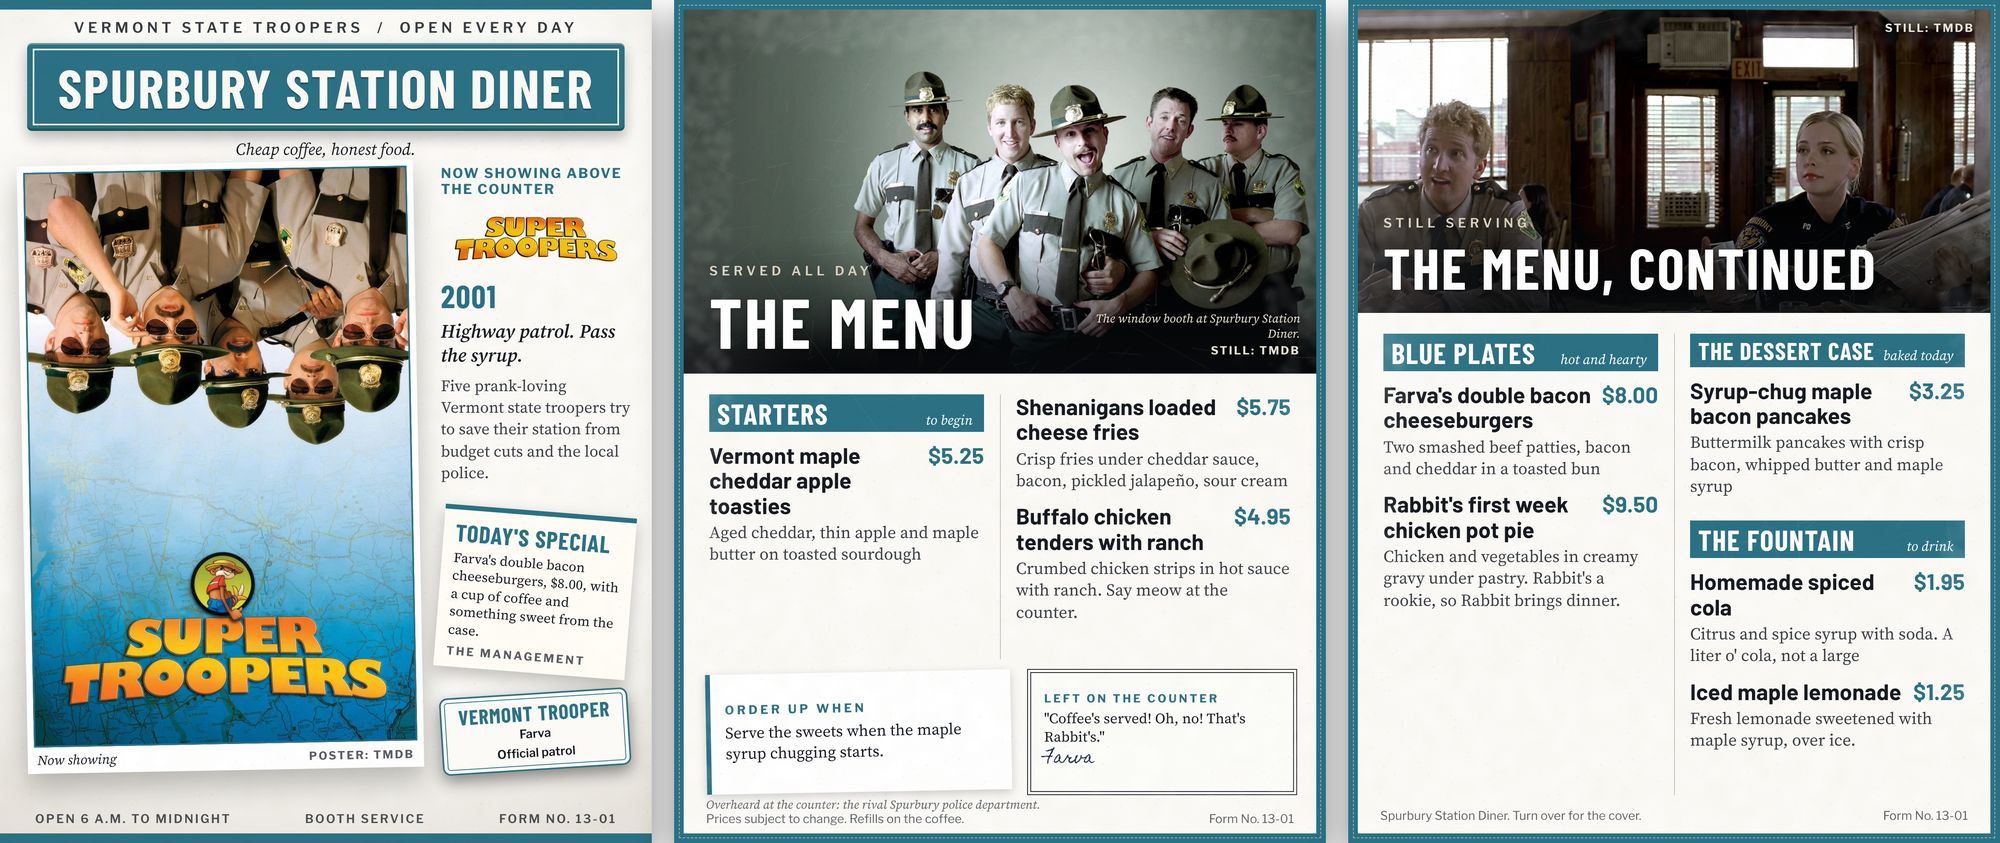 VERMONT STATE TROOPERS / OPEN EVERY DAY
SPURBURY STATION DINER
Cheap coffee, honest food.
SUPER
TROOPERS
Now showing
POSTER: TMDB
NOW SHOWING ABOVE
THE COUNTER
SUPER
TROOPERS
2001
Highway patrol. Pass
the syrup.
Five prank-loving
Vermont state troopers try
to save their station from
budget cuts and the local
police.
TODAY'S SPECIAL
Farva's double bacon
cheeseburgers, $8.00, with
a cup of coffee and
something sweet from the
case.
THE MANAGEMENT
VERMONT TROOPER
Farva
Official patrol
OPEN 6 A.M. TO MIDNIGHT
BOOTH SERVICE
FORM NO. 13-01
SERVED ALL DAY
THE MENU
The window booth at Spurbury Station
Diner.
STILL: TMDB
STARTERS to begin
Vermont maple $5.25
cheddar apple
toasties
Aged cheddar, thin apple and maple
butter on toasted sourdough
Shenanigans loaded $5.75
cheese fries
Crisp fries under cheddar sauce,
bacon, pickled jalapeño, sour cream
Buffalo chicken $4.95
tenders with ranch
Crumbed chicken strips in hot sauce
with ranch. Say meow at the
counter.
ORDER UP WHEN
Serve the sweets when the maple
syrup chugging starts.
LEFT ON THE COUNTER
"Coffee's served! Oh, no! That's
Rabbit's."
Farva
Overheard at the counter: the rival Spurbury police department.
Prices subject to change. Refills on the coffee.
Form No. 13-01
STILL: TMDB
EXIT
STILL SERVING
THE MENU, CONTINUED
BLUE PLATES hot and hearty
Farva's double bacon $8.00
cheeseburgers
Two smashed beef patties, bacon
and cheddar in a toasted bun
Rabbit's first week $9.50
chicken pot pie
Chicken and vegetables in creamy
gravy under pastry. Rabbit's a
rookie, so Rabbit brings dinner.
THE DESSERT CASE baked today
Syrup-chug maple $3.25
bacon pancakes
Buttermilk pancakes with crisp
bacon, whipped butter and maple
syrup
THE FOUNTAIN to drink
Homemade spiced $1.95
cola
Citrus and spice syrup with soda. A
liter o' cola, not a large
Iced maple lemonade $1.25
Fresh lemonade sweetened with
maple syrup, over ice.
Spurbury Station Diner. Turn over for the cover.
Form No. 13-01